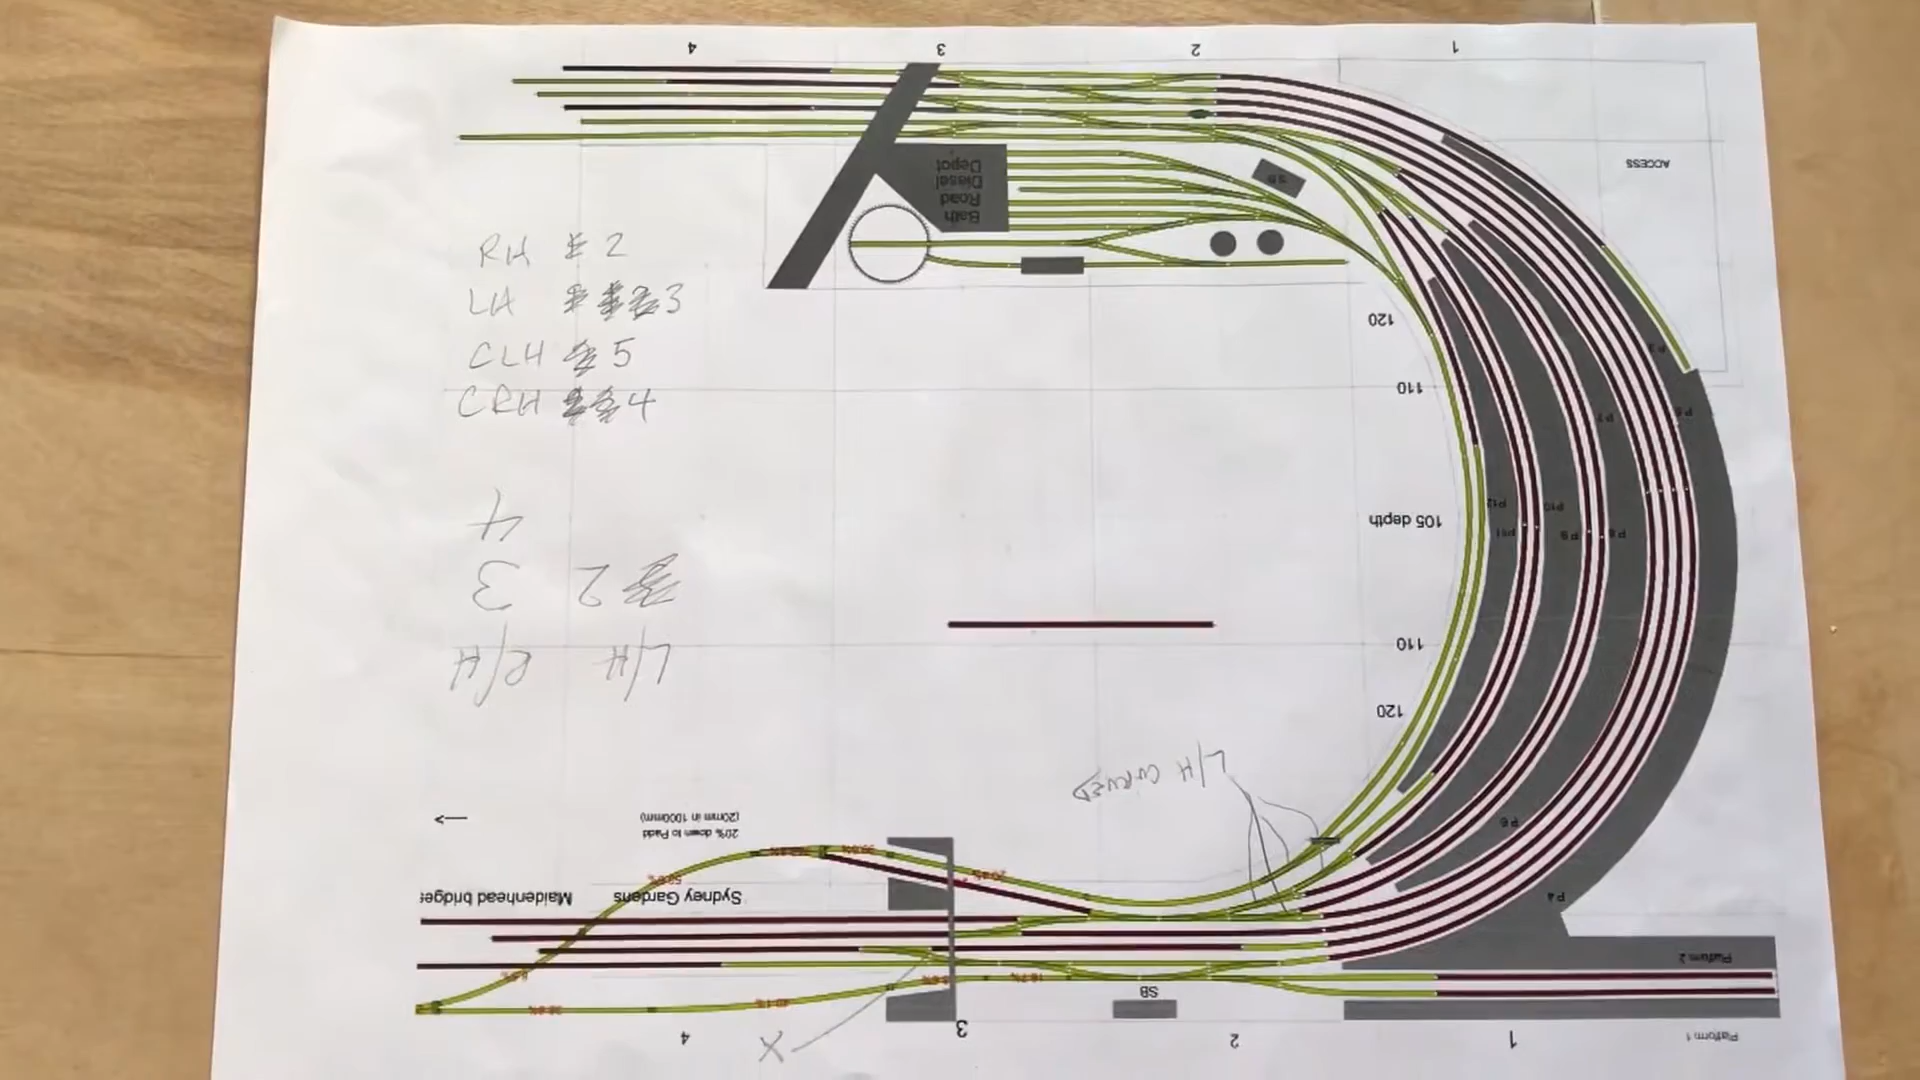 4 3 2 1
ACCESS
Bath
Road
Diesel
Depot
SB
RH 2
LH 3
CLH 5
CRH 4
120
110
105 depth
110
120
P3
P5
P7
P12
P10
P11
P9
P8
P6
P4
L/H R/H
2 3
4
L/H CURVED
20% down to Padd
(20mm in 1000mm)
Sydney Gardens
Maidenhead bridge
Platform 2
Platform 1
SB
X
4 3 2 1